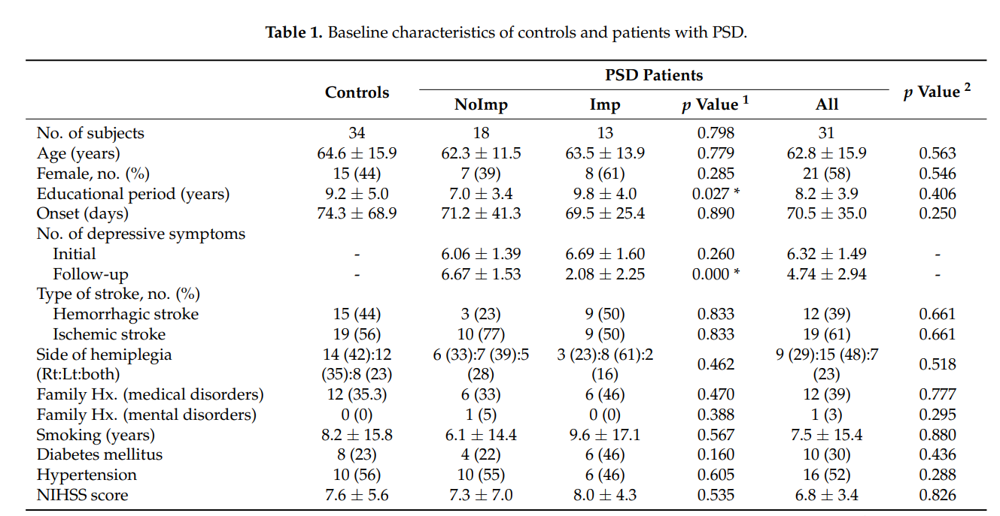 Table 1. Baseline characteristics of controls and patients with PSD.
Controls PSD Patients p Value 2
NoImp Imp p Value 1 All
No. of subjects 34 18 13 0.798 31
Age (years) 64.6 ± 15.9 62.3 ± 11.5 63.5 ± 13.9 0.779 62.8 ± 15.9 0.563
Female, no. (%) 15 (44) 7 (39) 8 (61) 0.285 21 (58) 0.546
Educational period (years) 9.2 ± 5.0 7.0 ± 3.4 9.8 ± 4.0 0.027 * 8.2 ± 3.9 0.406
Onset (days) 74.3 ± 68.9 71.2 ± 41.3 69.5 ± 25.4 0.890 70.5 ± 35.0 0.250
No. of depressive symptoms
Initial - 6.06 ± 1.39 6.69 ± 1.60 0.260 6.32 ± 1.49 -
Follow-up - 6.67 ± 1.53 2.08 ± 2.25 0.000 * 4.74 ± 2.94 -
Type of stroke, no. (%)
Hemorrhagic stroke 15 (44) 3 (23) 9 (50) 0.833 12 (39) 0.661
Ischemic stroke 19 (56) 10 (77) 9 (50) 0.833 19 (61) 0.661
Side of hemiplegia 14 (42):12 6 (33):7 (39):5 3 (23):8 (61):2 0.462 9 (29):15 (48):7 0.518
(Rt:Lt:both) (35):8 (23) (28) (16) (23)
Family Hx. (medical disorders) 12 (35.3) 6 (33) 6 (46) 0.470 12 (39) 0.777
Family Hx. (mental disorders) 0 (0) 1 (5) 0 (0) 0.388 1 (3) 0.295
Smoking (years) 8.2 ± 15.8 6.1 ± 14.4 9.6 ± 17.1 0.567 7.5 ± 15.4 0.880
Diabetes mellitus 8 (23) 4 (22) 6 (46) 0.160 10 (30) 0.436
Hypertension 10 (56) 10 (55) 6 (46) 0.605 16 (52) 0.288
NIHSS score 7.6 ± 5.6 7.3 ± 7.0 8.0 ± 4.3 0.535 6.8 ± 3.4 0.826